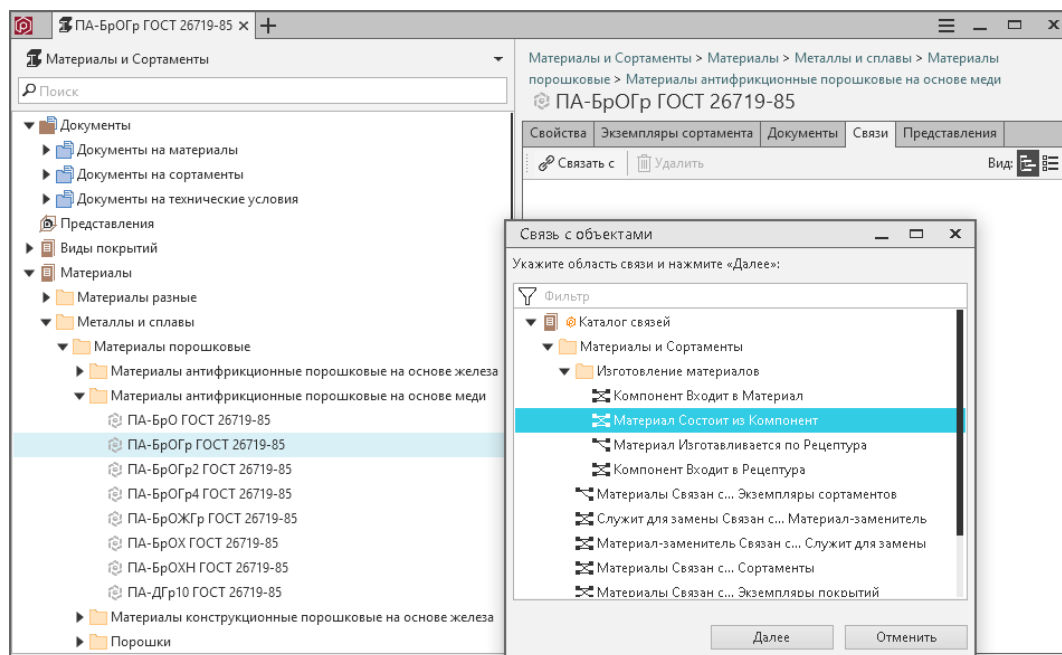 ПА-БрОГр ГОСТ 26719-85
Материалы и Сортаменты
Поиск
Документы
Документы на материалы
Документы на сортаменты
Документы на технические условия
Представления
Виды покрытий
Материалы
Материалы разные
Металлы и сплавы
Материалы порошковые
Материалы антифрикционные порошковые на основе железа
Материалы антифрикционные порошковые на основе меди
ПА-БрО ГОСТ 26719-85
ПА-БрОГр ГОСТ 26719-85
ПА-БрОГр2 ГОСТ 26719-85
ПА-БрОГр4 ГОСТ 26719-85
ПА-БрОЖГр ГОСТ 26719-85
ПА-БрОХ ГОСТ 26719-85
ПА-БрОХН ГОСТ 26719-85
ПА-ДГр10 ГОСТ 26719-85
Материалы конструкционные порошковые на основе железа
Порошки
Материалы и Сортаменты > Материалы > Металлы и сплавы > Материалы
порошковые > Материалы антифрикционные порошковые на основе меди
ПА-БрОГр ГОСТ 26719-85
Свойства Экземпляры сортамента Документы Связи Представления
Связать с Удалить Вид:
Связь с объектами
Укажите область связи и нажмите «Далее»:
Фильтр
Каталог связей
Материалы и Сортаменты
Изготовление материалов
Компонент Входит в Материал
Материал Состоит из Компонент
Материал Изготавливается по Рецептура
Компонент Входит в Рецептура
Материалы Связан с... Экземпляры сортаментов
Служит для замены Связан с... Материал-заменитель
Материал-заменитель Связан с... Служит для замены
Материалы Связан с... Сортаменты
Материалы Связан с... Экземпляры покрытий
Далее Отменить